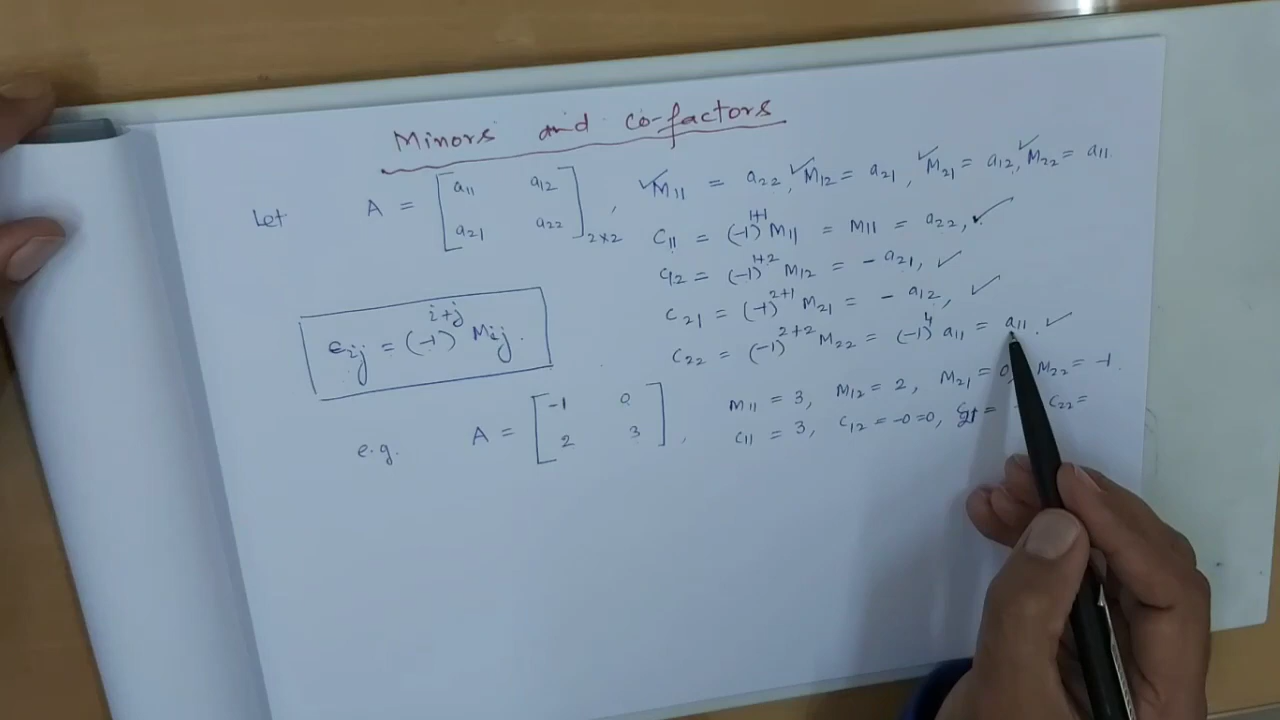 Minors and co-factors
Let A = [a11 a12
a21 a22]2×2 , M11 = a22, M12 = a21, M21 = a12, M22 = a11.
C11 = (-1)^1+1 M11 = M11 = a22,
C12 = (-1)^1+2 M12 = - a21,
C21 = (-1)^2+1 M21 = - a12,
C22 = (-1)^2+2 M22 = (-1)^4 a11 = a11.
Cij = (-1)^i+j Mij.
e.g. A = [-1 0
2 3] , M11 = 3, M12 = 2, M21 = 0, M22 = -1.
C11 = 3, C12 = -0 = 0, = C22 =